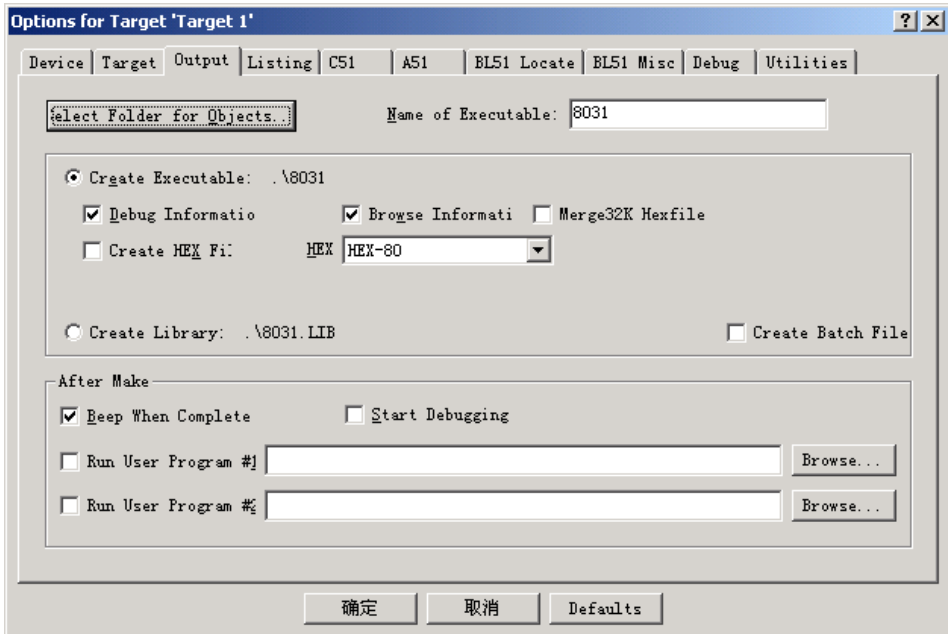 Options for Target 'Target 1'
Device Target Output Listing C51 A51 BL51 Locate BL51 Misc Debug Utilities
elect Folder for Objects.. Name of Executable: 8031
Create Executable: .\8031
Debug Informatio Browse Informati Merge32K Hexfile
Create HEX Fi HEX HEX-80
Create Library: .\8031.LIB Create Batch File
After Make
Beep When Complete Start Debugging
Run User Program #1 Browse...
Run User Program #2 Browse...
确定 取消 Defaults